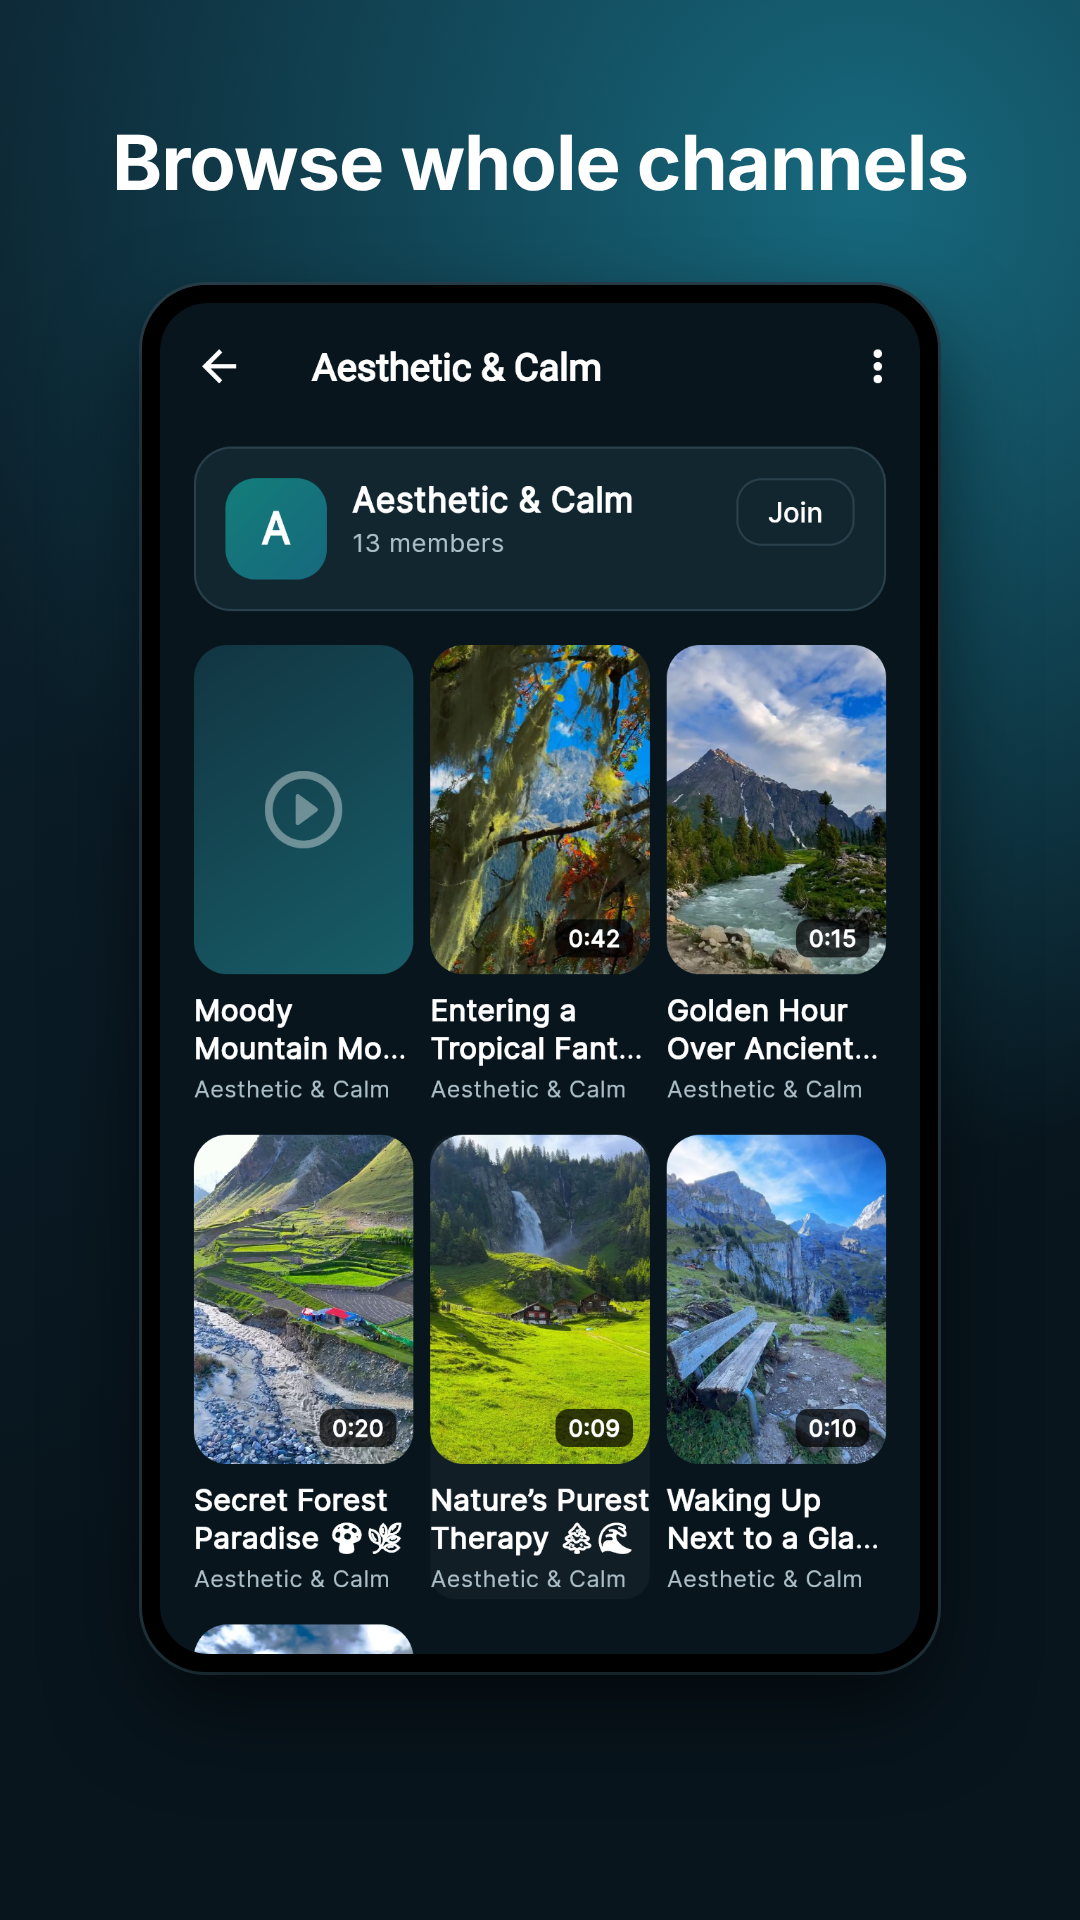 Browse whole channels
Aesthetic & Calm
A
Aesthetic & Calm
13 members
Join
0:42
0:15
Moody
Mountain Mo...
Aesthetic & Calm
Entering a
Tropical Fant...
Aesthetic & Calm
Golden Hour
Over Ancient...
Aesthetic & Calm
0:20
0:09
0:10
Secret Forest
Paradise 🍄🌿
Aesthetic & Calm
Nature’s Purest
Therapy 🌲🌊
Aesthetic & Calm
Waking Up
Next to a Gla...
Aesthetic & Calm